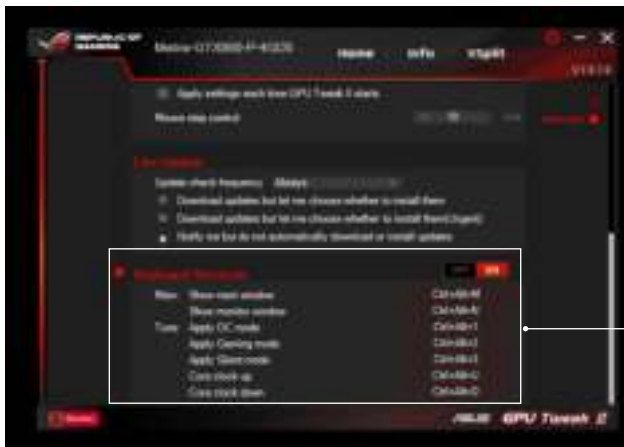 REPUBLIC OF GAMERS
Home Info VSplit
Apply settings each time GPU Tweak II starts
Mouse step control
Live Update
Update check frequency Always
Download updates but let me choose whether to install them
Download updates but let me choose whether to install them(Urgent)
Notify me but do not automatically download or install updates
Keyboard Shortcuts ON
Main Show main window Ctrl+Alt+M
Show monitor window
Tune Apply OC mode Ctrl+Alt+1
Apply Gaming mode Ctrl+Alt+2
Apply Silent mode Ctrl+Alt+3
Core clock up Ctrl+Alt+U
Core clock down Ctrl+Alt+D
ASUS GPU Tweak II